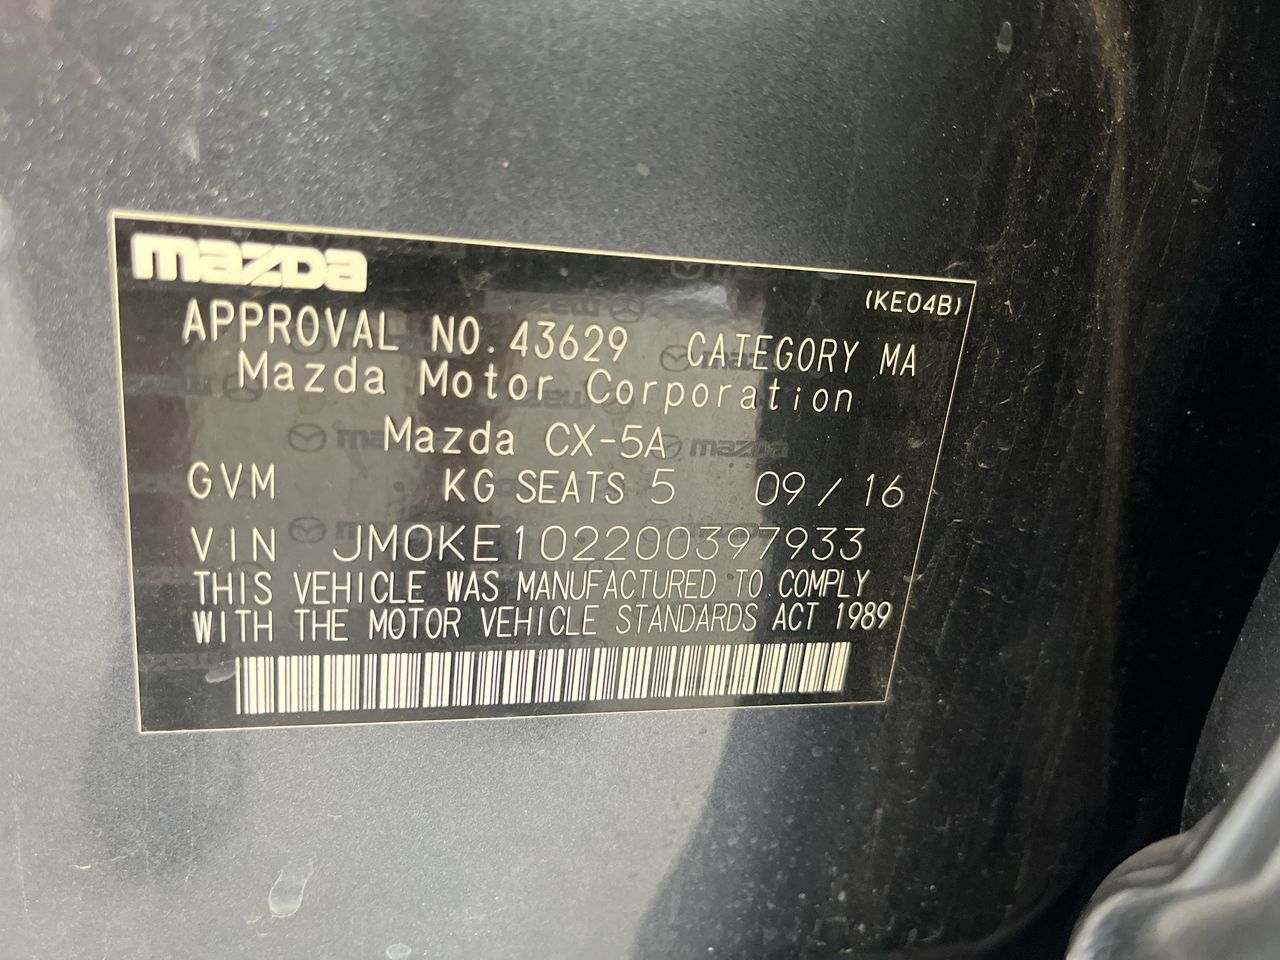 mazda
(KE04B)
APPROVAL NO. 43629 CATEGORY MA
Mazda Motor Corporation
Mazda CX-5A
GVM KG SEATS 5 09/16
VIN JM0KE102200397933
THIS VEHICLE WAS MANUFACTURED TO COMPLY
WITH THE MOTOR VEHICLE STANDARDS ACT 1989